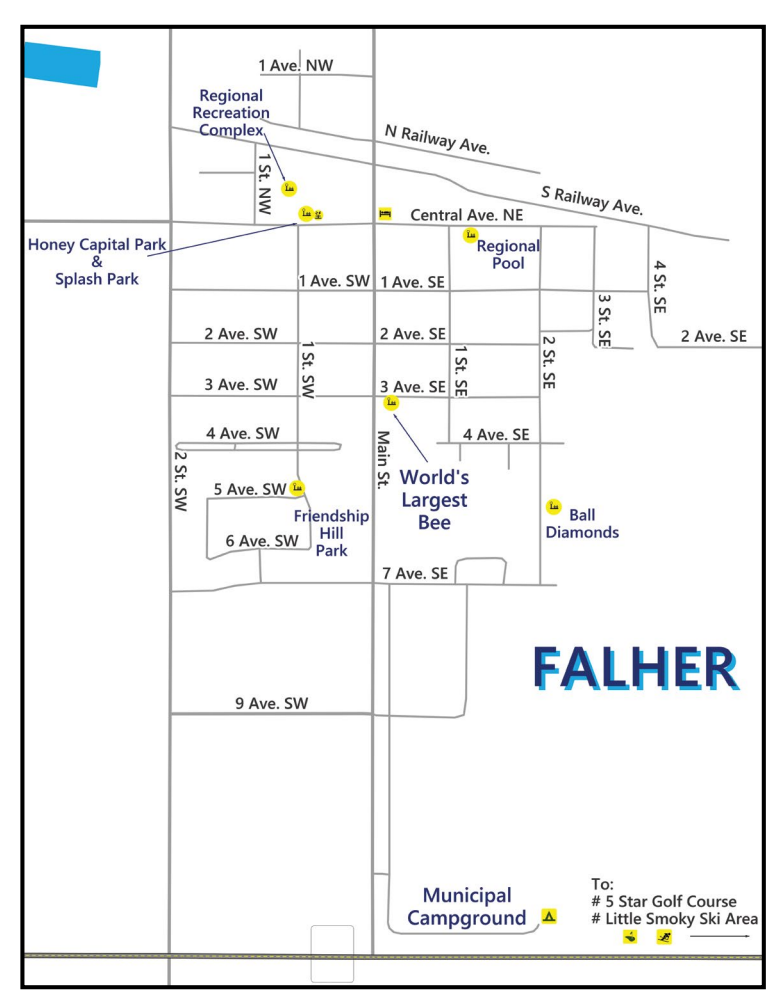 1 Ave. NW
Regional
Recreation
Complex
N Railway Ave.
1 St. NW
S Railway Ave.
Central Ave. NE
Honey Capital Park
&
Splash Park
Regional
Pool
1 Ave. SW
1 Ave. SE
4 St. SE
3 St. SE
2 Ave. SW
2 Ave. SE
2 Ave. SE
1 St. SW
1 St. SE
2 St. SE
3 Ave. SW
3 Ave. SE
4 Ave. SW
4 Ave. SE
2 St. SW
Main St.
World's
Largest
Bee
5 Ave. SW
Friendship
Hill
Park
Ball
Diamonds
6 Ave. SW
7 Ave. SE
FALHER
9 Ave. SW
Municipal
Campground
To:
# 5 Star Golf Course
# Little Smoky Ski Area